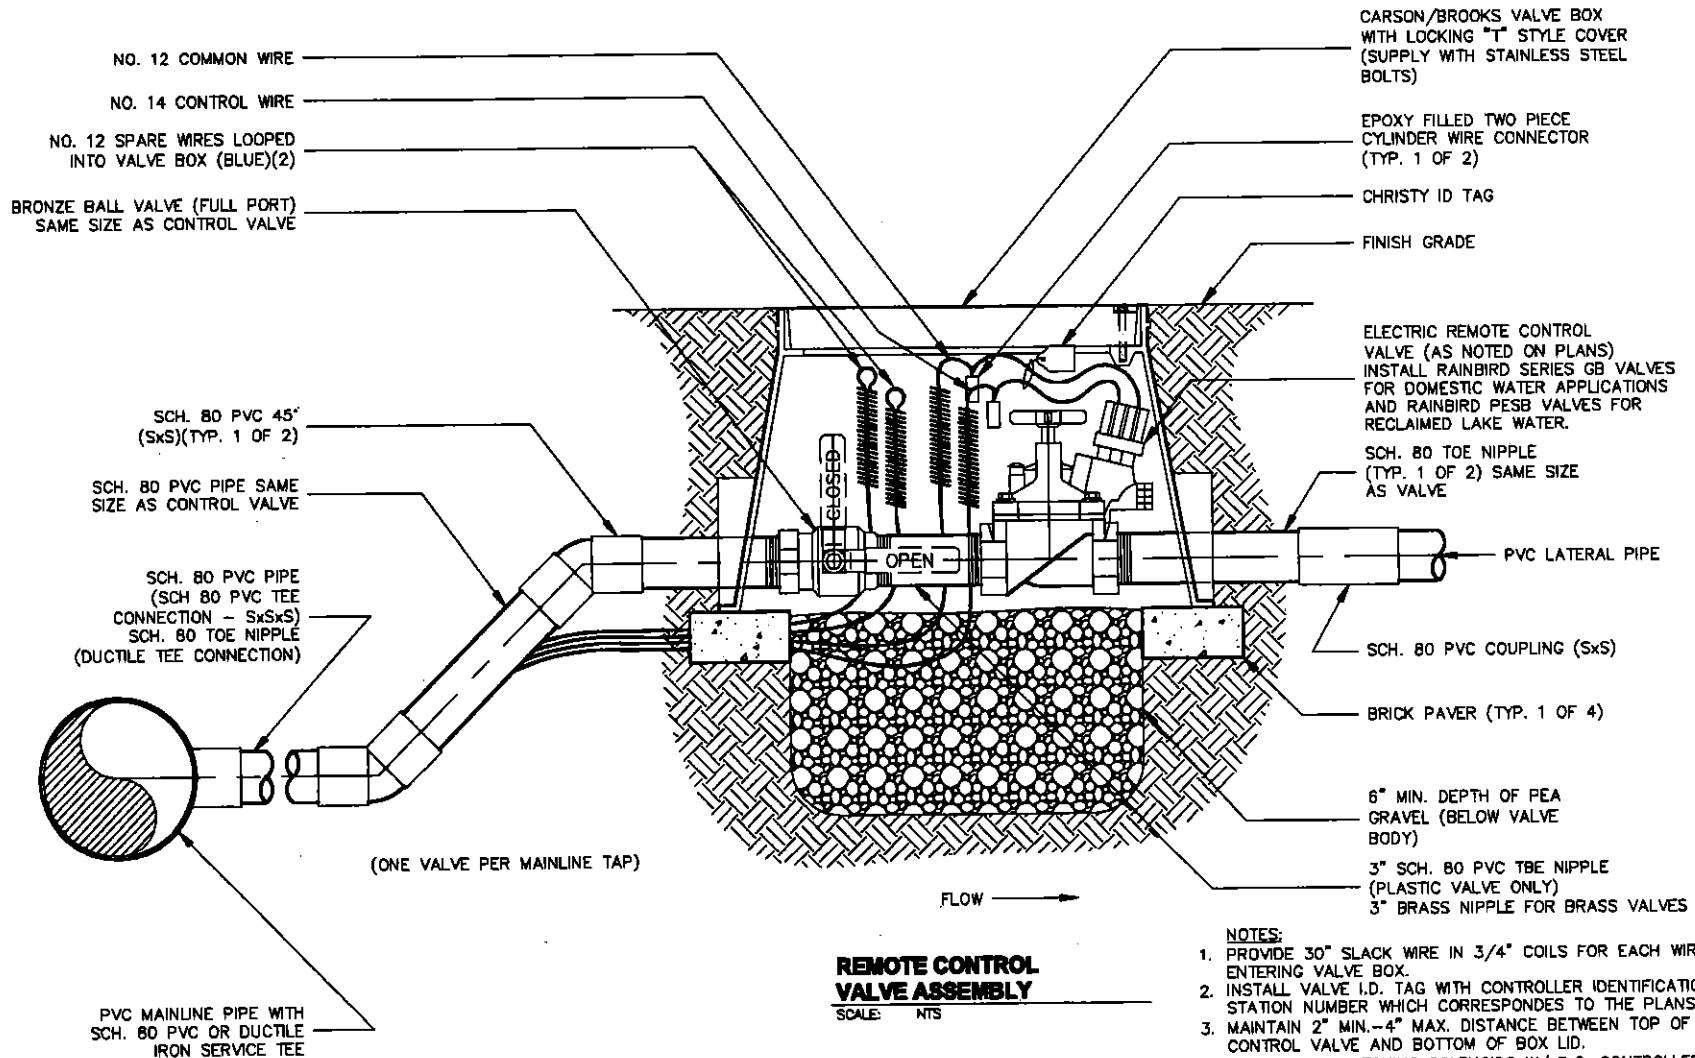 NO. 12 COMMON WIRE
NO. 14 CONTROL WIRE
NO. 12 SPARE WIRES LOOPED
INTO VALVE BOX (BLUE)(2)
BRONZE BALL VALVE (FULL PORT)
SAME SIZE AS CONTROL VALVE
SCH. 80 PVC 45°
(SxS)(TYP. 1 OF 2)
SCH. 80 PVC PIPE SAME
SIZE AS CONTROL VALVE
SCH. 80 PVC PIPE
(SCH 80 PVC TEE
CONNECTION - SxSxS)
SCH. 80 TOE NIPPLE
(DUCTILE TEE CONNECTION)
PVC MAINLINE PIPE WITH
SCH. 80 PVC OR DUCTILE
IRON SERVICE TEE
(ONE VALVE PER MAINLINE TAP)
CLOSED
OPEN
FLOW
CARSON/BROOKS VALVE BOX
WITH LOCKING "T" STYLE COVER
(SUPPLY WITH STAINLESS STEEL
BOLTS)
EPOXY FILLED TWO PIECE
CYLINDER WIRE CONNECTOR
(TYP. 1 OF 2)
CHRISTY ID TAG
FINISH GRADE
ELECTRIC REMOTE CONTROL
VALVE (AS NOTED ON PLANS)
INSTALL RAINBIRD SERIES GB VALVES
FOR DOMESTIC WATER APPLICATIONS
AND RAINBIRD PESB VALVES FOR
RECLAIMED LAKE WATER.
SCH. 80 TOE NIPPLE
(TYP. 1 OF 2) SAME SIZE
AS VALVE
PVC LATERAL PIPE
SCH. 80 PVC COUPLING (SxS)
BRICK PAVER (TYP. 1 OF 4)
6" MIN. DEPTH OF PEA
GRAVEL (BELOW VALVE
BODY)
3" SCH. 80 PVC TBE NIPPLE
(PLASTIC VALVE ONLY)
3" BRASS NIPPLE FOR BRASS VALVES
REMOTE CONTROL
VALVE ASSEMBLY
SCALE: NTS
NOTES:
1. PROVIDE 30" SLACK WIRE IN 3/4" COILS FOR EACH WIR
ENTERING VALVE BOX.
2. INSTALL VALVE I.D. TAG WITH CONTROLLER IDENTIFICATIO
STATION NUMBER WHICH CORRESPONDES TO THE PLANS
3. MAINTAIN 2" MIN.-4" MAX. DISTANCE BETWEEN TOP OF
CONTROL VALVE AND BOTTOM OF BOX LID.